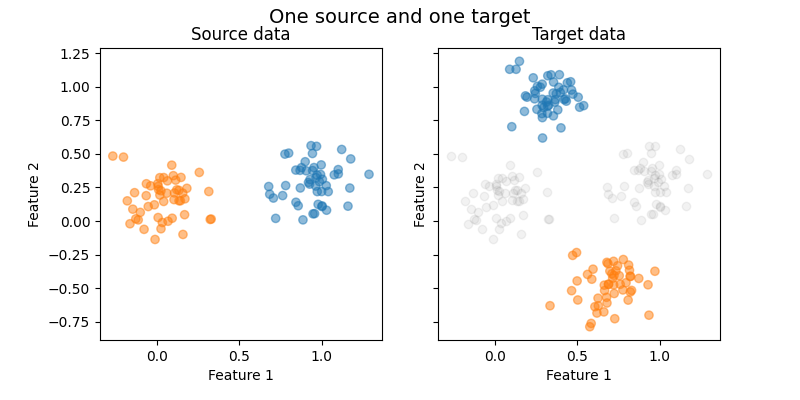 One source and one target
Source data
Target data
1.25
1.00
0.75
0.50
0.25
0.00
−0.25
−0.50
−0.75
Feature 2
Feature 2
0.0 0.5 1.0
0.0 0.5 1.0
Feature 1
Feature 1